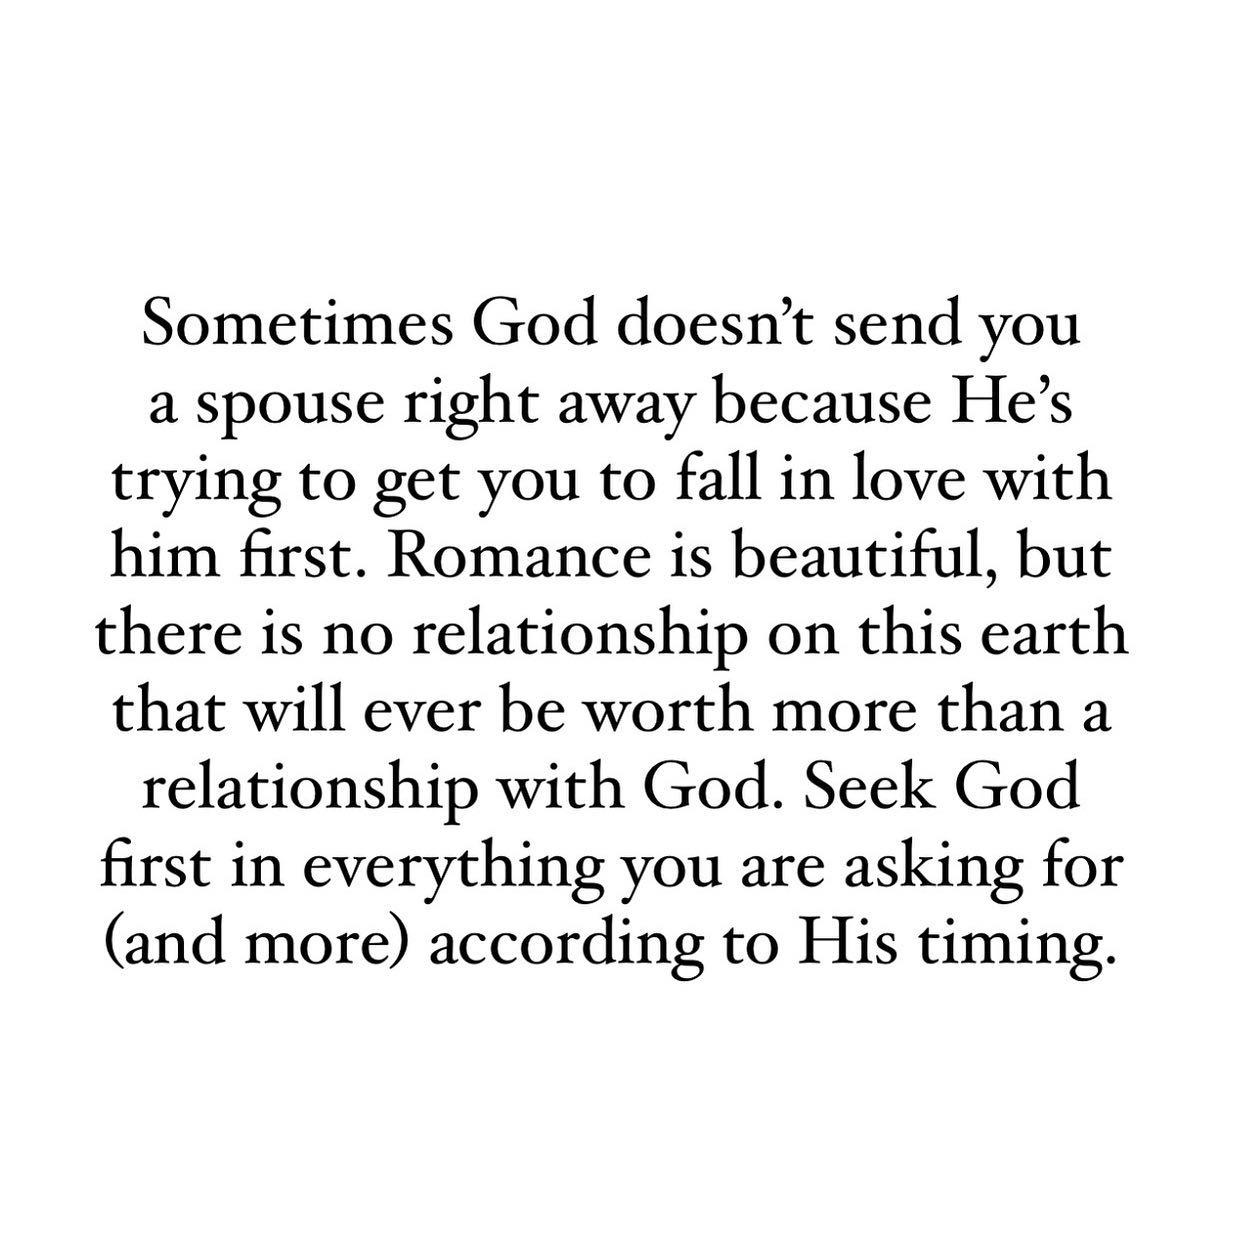 Sometimes God doesn’t send you
a spouse right away because He’s
trying to get you to fall in love with
him first. Romance is beautiful, but
there is no relationship on this earth
that will ever be worth more than a
relationship with God. Seek God
first in everything you are asking for
(and more) according to His timing.